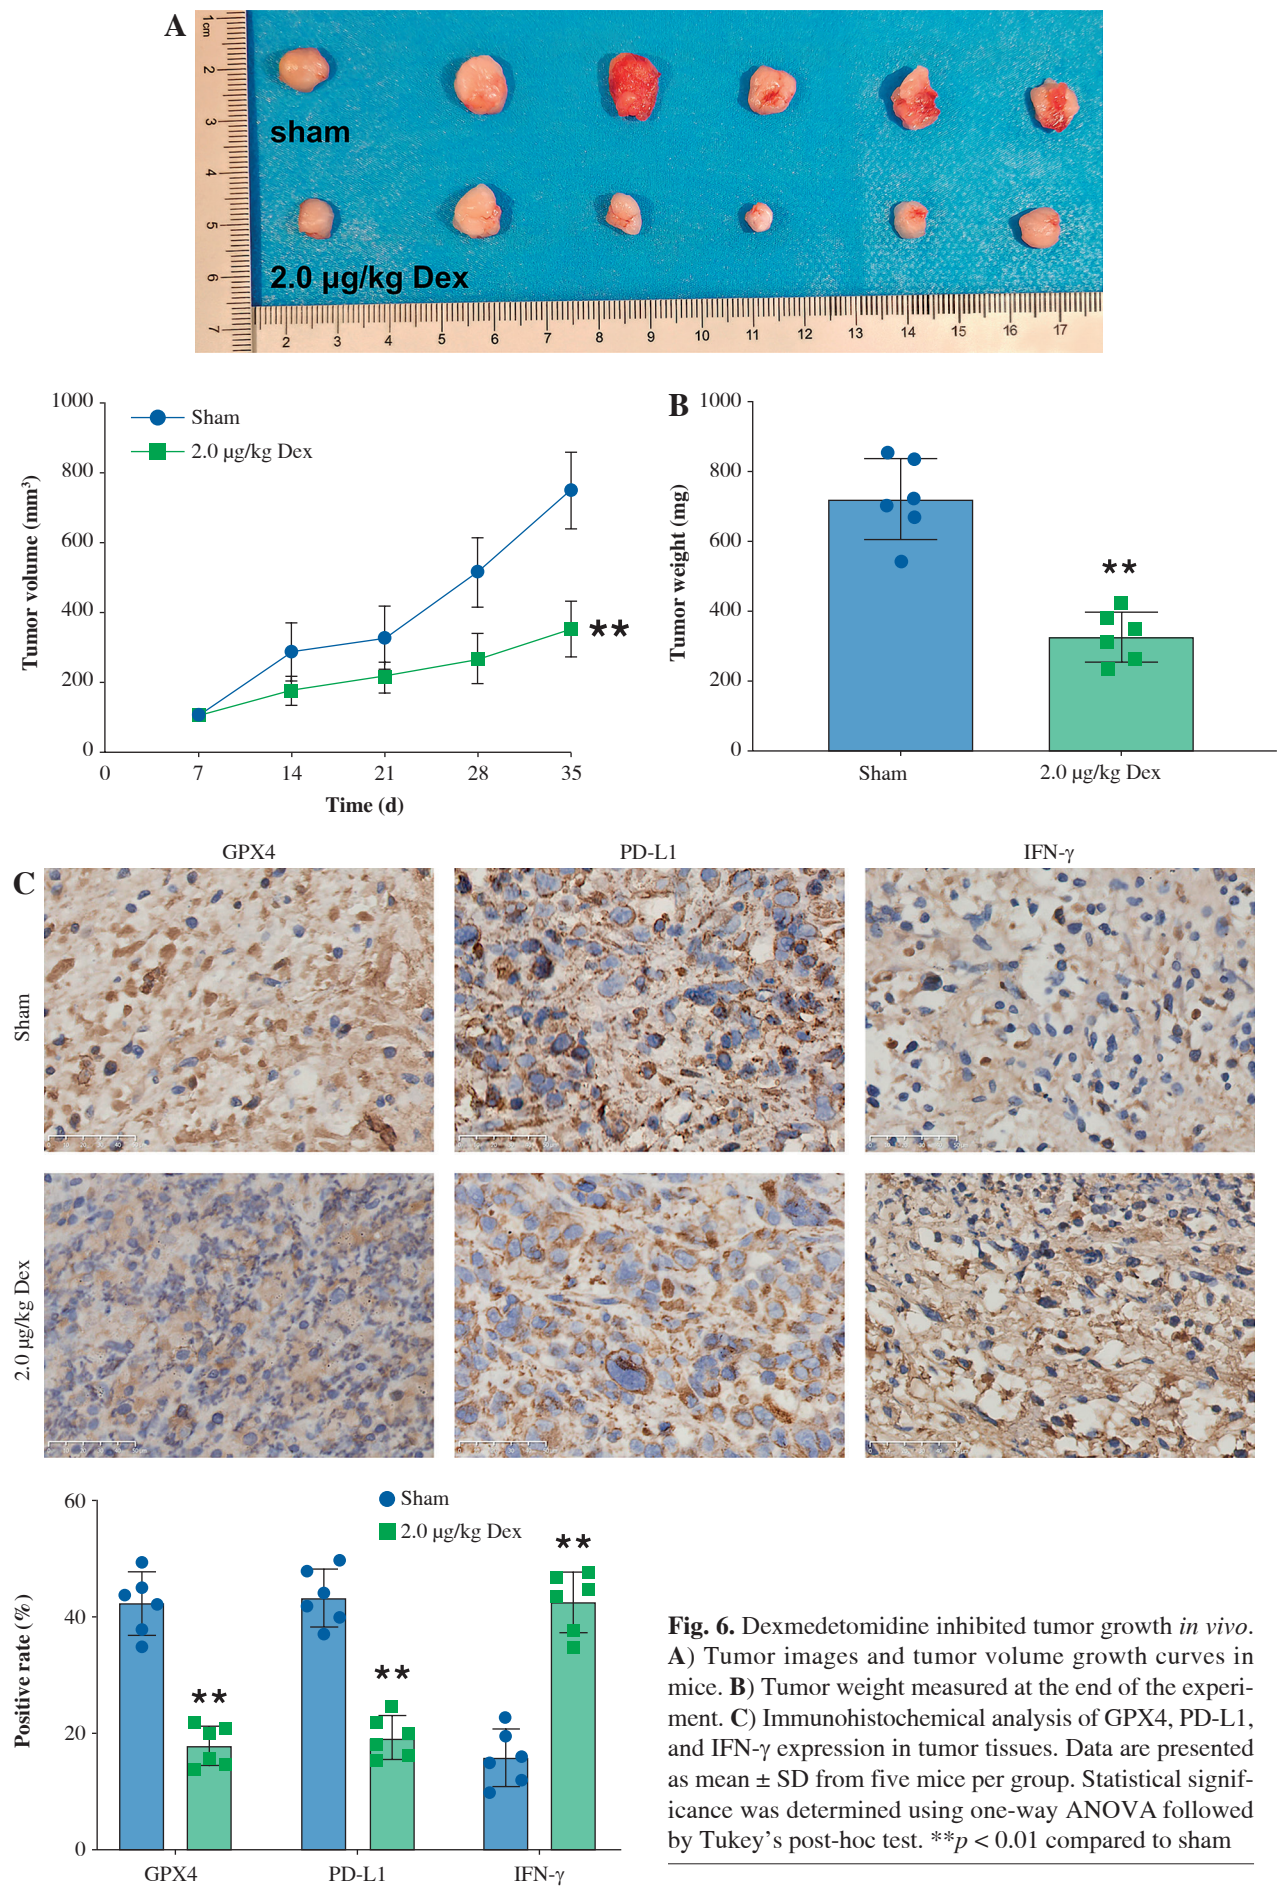 A
1cm
2
3
4
5
6
7
sham
2.0 µg/kg Dex
2 3 4 5 6 7 8 9 10 11 12 13 14 15 16 17
1000
800
600
400
200
0
Tumor volume (mm³)
Sham
2.0 µg/kg Dex
**
0 7 14 21 28 35
Time (d)
B
1000
800
600
400
200
0
Tumor weight (mg)
**
Sham 2.0 µg/kg Dex
C
GPX4 PD-L1 IFN-γ
Sham
2.0 µg/kg Dex
60
40
20
0
Positive rate (%)
Sham
2.0 µg/kg Dex
**
**
**
GPX4 PD-L1 IFN-γ
Fig. 6. Dexmedetomidine inhibited tumor growth in vivo.
A) Tumor images and tumor volume growth curves in
mice. B) Tumor weight measured at the end of the experi-
ment. C) Immunohistochemical analysis of GPX4, PD-L1,
and IFN-γ expression in tumor tissues. Data are presented
as mean ± SD from five mice per group. Statistical signif-
icance was determined using one-way ANOVA followed
by Tukey's post-hoc test. **p < 0.01 compared to sham